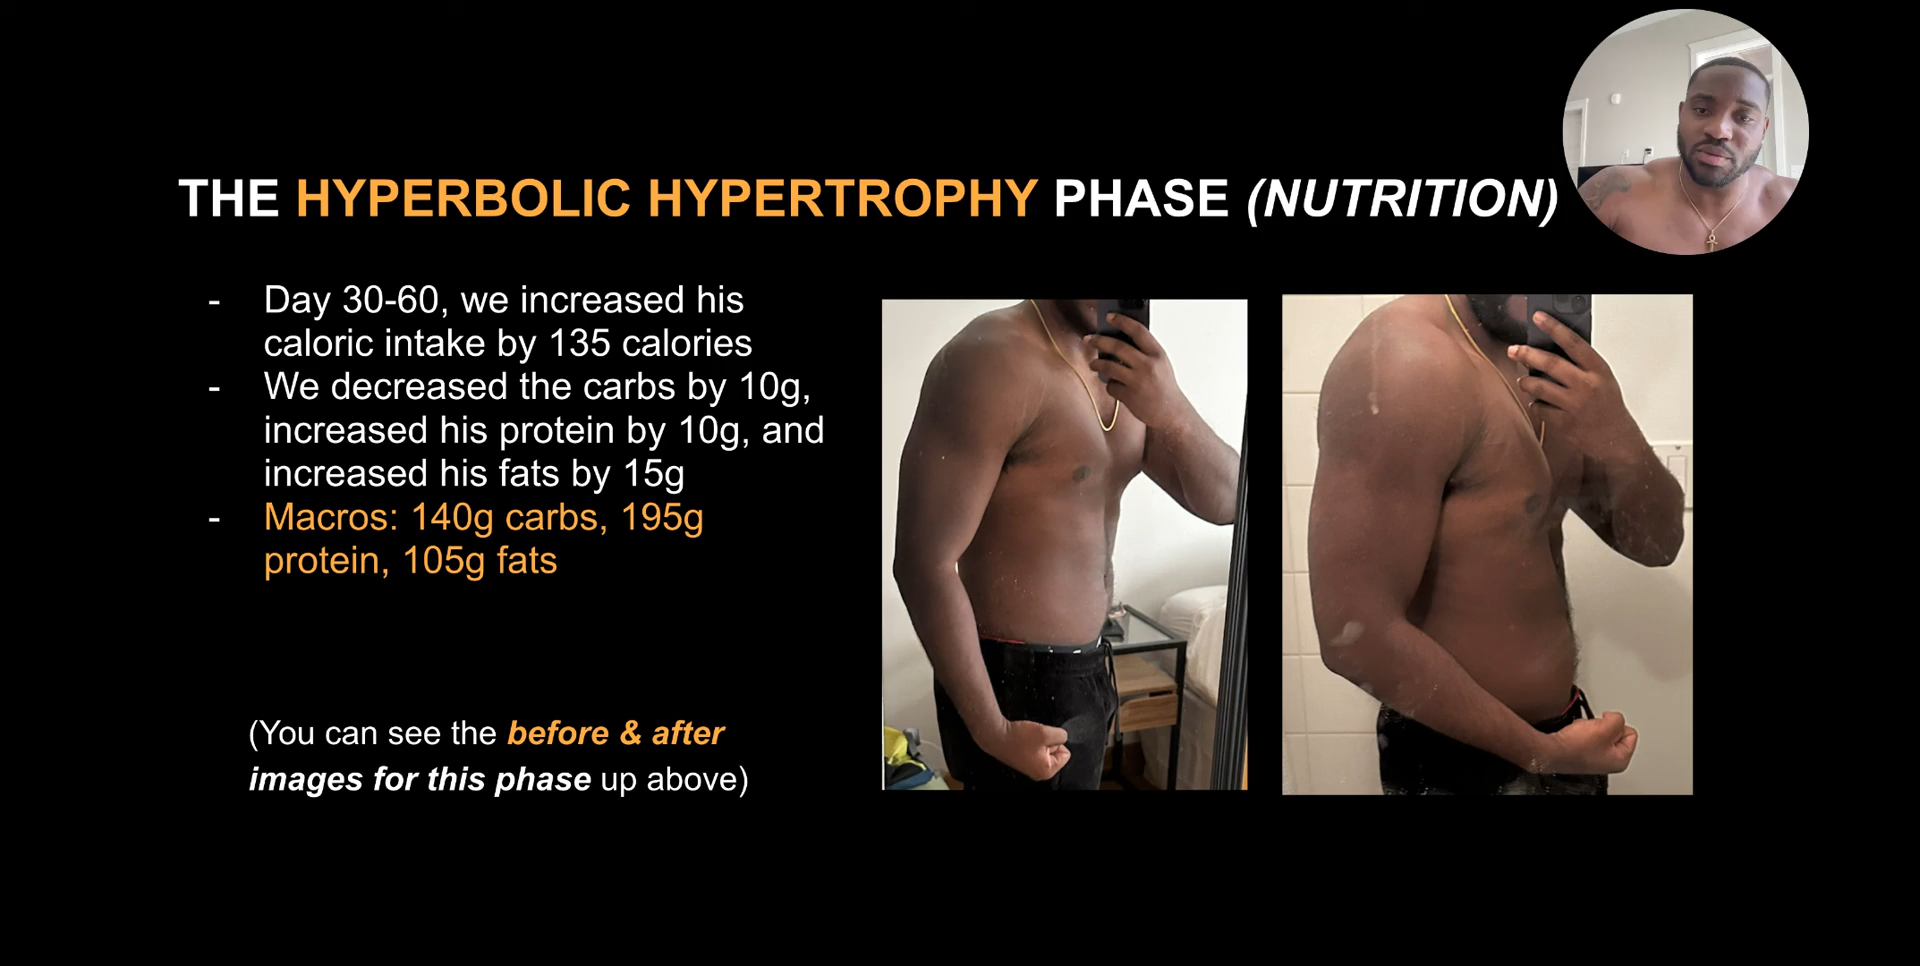 THE HYPERBOLIC HYPERTROPHY PHASE (NUTRITION)
- Day 30-60, we increased his
caloric intake by 135 calories
- We decreased the carbs by 10g,
increased his protein by 10g, and
increased his fats by 15g
- Macros: 140g carbs, 195g
protein, 105g fats
(You can see the before & after
images for this phase up above)